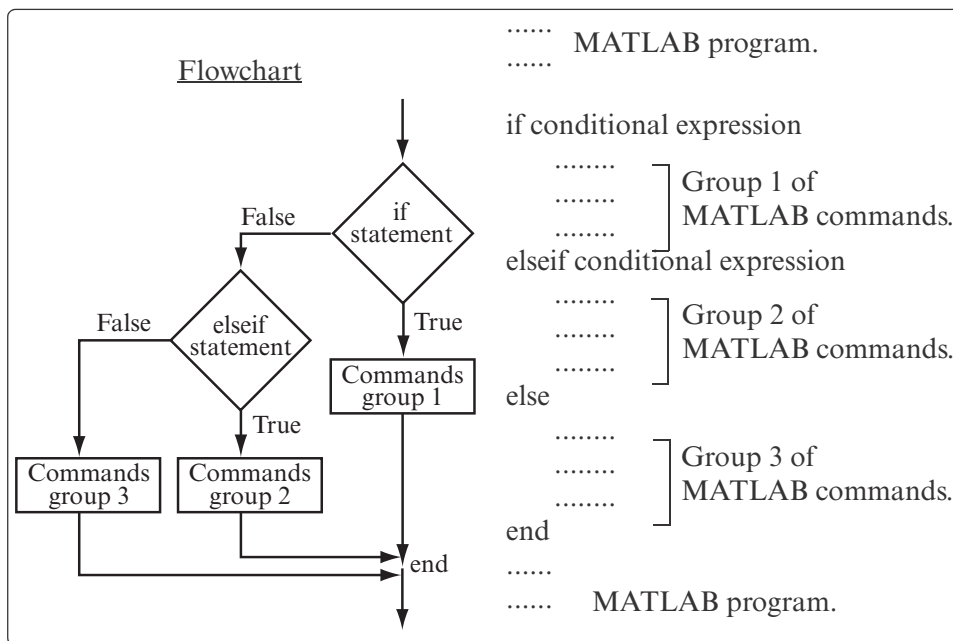 Flowchart
if
statement
False
True
elseif
statement
False
True
Commands
group 1
Commands
group 3
Commands
group 2
end
...... MATLAB program.
......
if conditional expression
........
........ Group 1 of
........ MATLAB commands.
elseif conditional expression
........
........ Group 2 of
........ MATLAB commands.
else
........
........ Group 3 of
........ MATLAB commands.
end
......
...... MATLAB program.